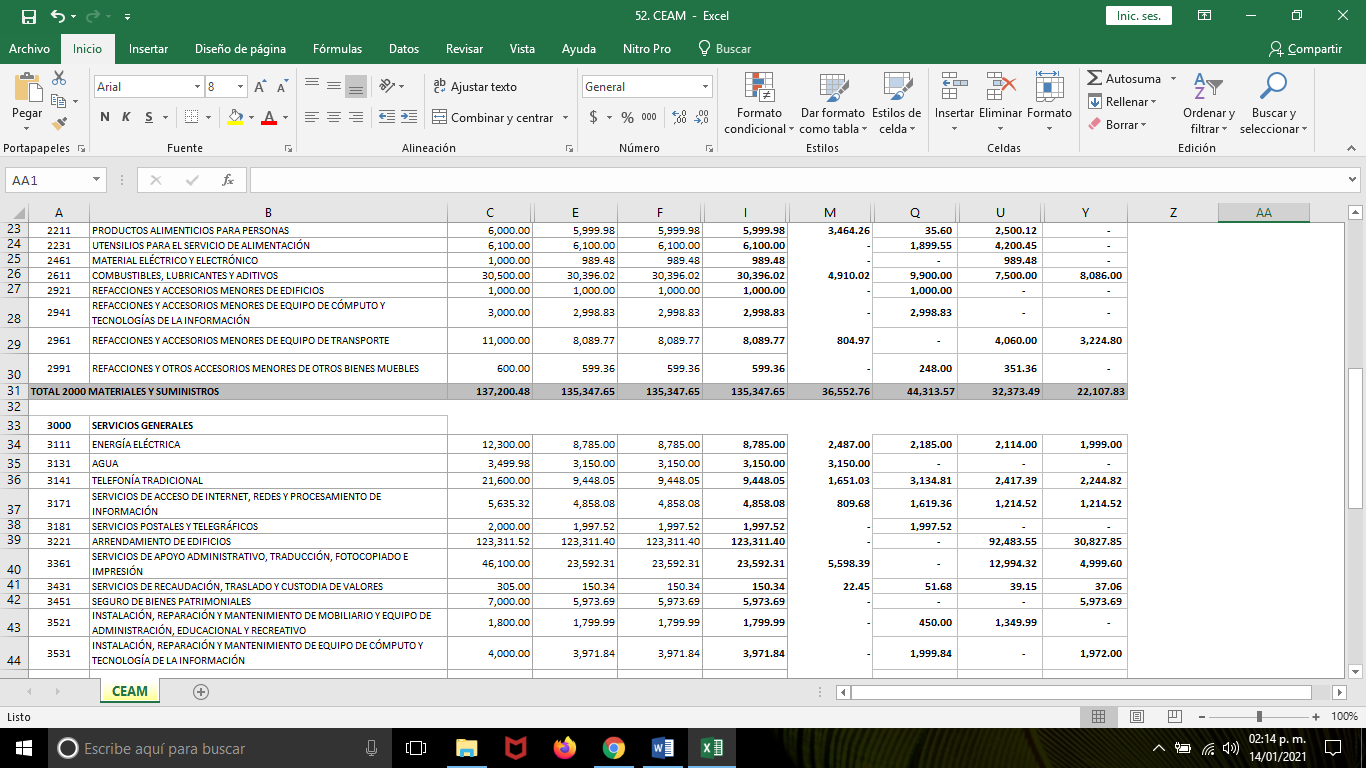 52. CEAM - Excel
Inic. ses.
Archivo Inicio Insertar Diseño de página Fórmulas Datos Revisar Vista Ayuda Nitro Pro Buscar Compartir
Pegar
Arial 8
N K S
Ajustar texto
Combinar y centrar
General
$ % 000
Formato condicional
Dar formato como tabla
Estilos de celda
Insertar Eliminar Formato
Autosuma
Rellenar
Borrar
Ordenar y filtrar
Buscar y seleccionar
Portapapeles Fuente Alineación Número Estilos Celdas Edición
AA1 fx
A B C E F I M Q U Y Z AA
23 2211 PRODUCTOS ALIMENTICIOS PARA PERSONAS 6,000.00 5,999.98 5,999.98 5,999.98 3,464.26 35.60 2,500.12 -
24 2231 UTENSILIOS PARA EL SERVICIO DE ALIMENTACIÓN 6,100.00 6,100.00 6,100.00 6,100.00 - 1,899.55 4,200.45 -
25 2461 MATERIAL ELÉCTRICO Y ELECTRÓNICO 1,000.00 989.48 989.48 989.48 - - 989.48 -
26 2611 COMBUSTIBLES, LUBRICANTES Y ADITIVOS 30,500.00 30,396.02 30,396.02 30,396.02 4,910.02 9,900.00 7,500.00 8,086.00
27 2921 REFACCIONES Y ACCESORIOS MENORES DE EDIFICIOS 1,000.00 1,000.00 1,000.00 1,000.00 - 1,000.00 - -
28 2941 REFACCIONES Y ACCESORIOS MENORES DE EQUIPO DE CÓMPUTO Y
TECNOLOGÍAS DE LA INFORMACIÓN 3,000.00 2,998.83 2,998.83 2,998.83 - 2,998.83 - -
29 2961 REFACCIONES Y ACCESORIOS MENORES DE EQUIPO DE TRANSPORTE 11,000.00 8,089.77 8,089.77 8,089.77 804.97 - 4,060.00 3,224.80
30 2991 REFACCIONES Y OTROS ACCESORIOS MENORES DE OTROS BIENES MUEBLES 600.00 599.36 599.36 599.36 - 248.00 351.36 -
31 TOTAL 2000 MATERIALES Y SUMINISTROS 137,200.48 135,347.65 135,347.65 135,347.65 36,552.76 44,313.57 32,373.49 22,107.83
32
33 3000 SERVICIOS GENERALES
34 3111 ENERGÍA ELÉCTRICA 12,300.00 8,785.00 8,785.00 8,785.00 2,487.00 2,185.00 2,114.00 1,999.00
35 3131 AGUA 3,499.98 3,150.00 3,150.00 3,150.00 3,150.00 - - -
36 3141 TELEFONÍA TRADICIONAL 21,600.00 9,448.05 9,448.05 9,448.05 1,651.03 3,134.81 2,417.39 2,244.82
37 3171 SERVICIOS DE ACCESO DE INTERNET, REDES Y PROCESAMIENTO DE
INFORMACIÓN 5,635.32 4,858.08 4,858.08 4,858.08 809.68 1,619.36 1,214.52 1,214.52
38 3181 SERVICIOS POSTALES Y TELEGRÁFICOS 2,000.00 1,997.52 1,997.52 1,997.52 - 1,997.52 - -
39 3221 ARRENDAMIENTO DE EDIFICIOS 123,311.52 123,311.40 123,311.40 123,311.40 - - 92,483.55 30,827.85
40 3361 SERVICIOS DE APOYO ADMINISTRATIVO, TRADUCCIÓN, FOTOCOPIADO E
IMPRESIÓN 46,100.00 23,592.31 23,592.31 23,592.31 5,598.39 - 12,994.32 4,999.60
41 3431 SERVICIOS DE RECAUDACIÓN, TRASLADO Y CUSTODIA DE VALORES 305.00 150.34 150.34 150.34 22.45 51.68 39.15 37.06
42 3451 SEGURO DE BIENES PATRIMONIALES 7,000.00 5,973.69 5,973.69 5,973.69 - - 5,973.69
43 3521 INSTALACIÓN, REPARACIÓN Y MANTENIMIENTO DE MOBILIARIO Y EQUIPO DE
ADMINISTRACIÓN, EDUCACIONAL Y RECREATIVO 1,800.00 1,799.99 1,799.99 1,799.99 - 450.00 1,349.99 -
44 3531 INSTALACIÓN, REPARACIÓN Y MANTENIMIENTO DE EQUIPO DE CÓMPUTO Y
TECNOLOGÍA DE LA INFORMACIÓN 4,000.00 3,971.84 3,971.84 3,971.84 - 1,999.84 - 1,972.00
CEAM
Listo 100%
Escribe aquí para buscar
02:14 p. m.
14/01/2021